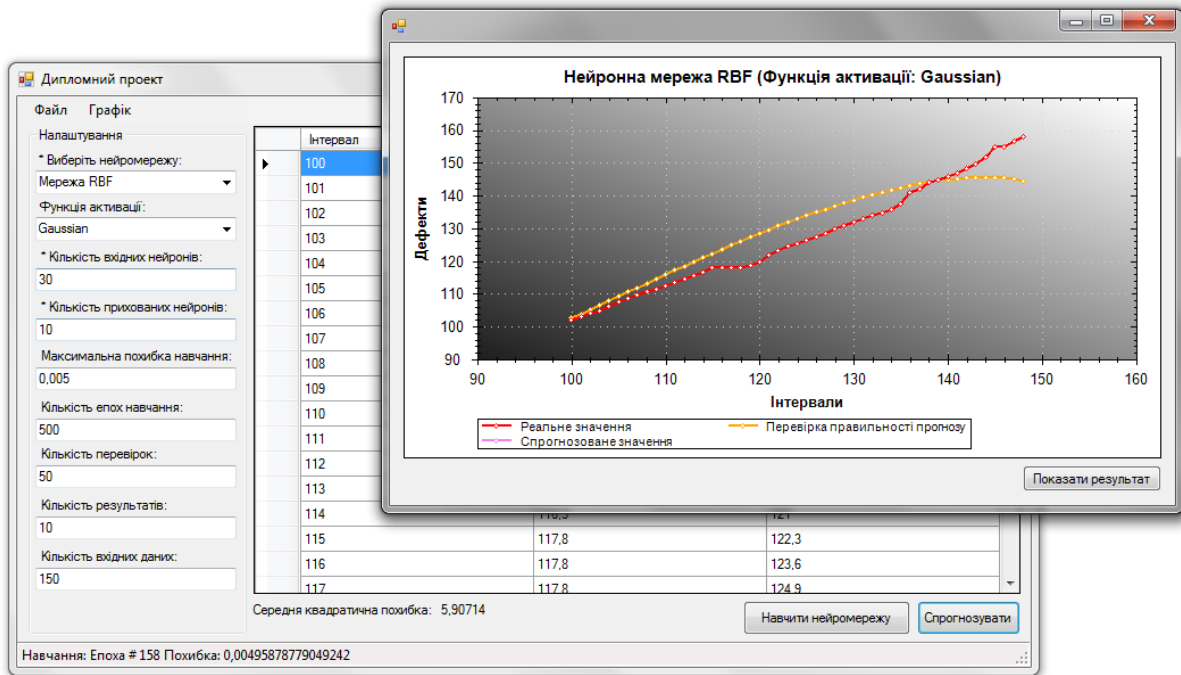 Дипломний проект
Файл Графік
Налаштування
* Виберіть нейромережу:
Мережа RBF
Функція активації:
Gaussian
* Кількість вхідних нейронів:
30
* Кількість прихованих нейронів:
10
Максимальна похибка навчання:
0,005
Кількість епох навчання:
500
Кількість перевірок:
50
Кількість результатів:
10
Кількість вхідних даних:
150
Інтервал
100
101
102
103
104
105
106
107
108
109
110
111
112
113
114 116,5 121
115 117,8 122,3
116 117,8 123,6
117 117,8 124,9
Середня квадратична похибка: 5,90714
Навчити нейромережу
Спрогнозувати
Навчання: Епоха # 158 Похибка: 0,00495878779049242
Нейронна мережа RBF (Функція активації: Gaussian)
Дефекти
170
160
150
140
130
120
110
100
90
90 100 110 120 130 140 150 160
Інтервали
Реальне значення Перевірка правильності прогнозу
Спрогнозоване значення
Показати результат